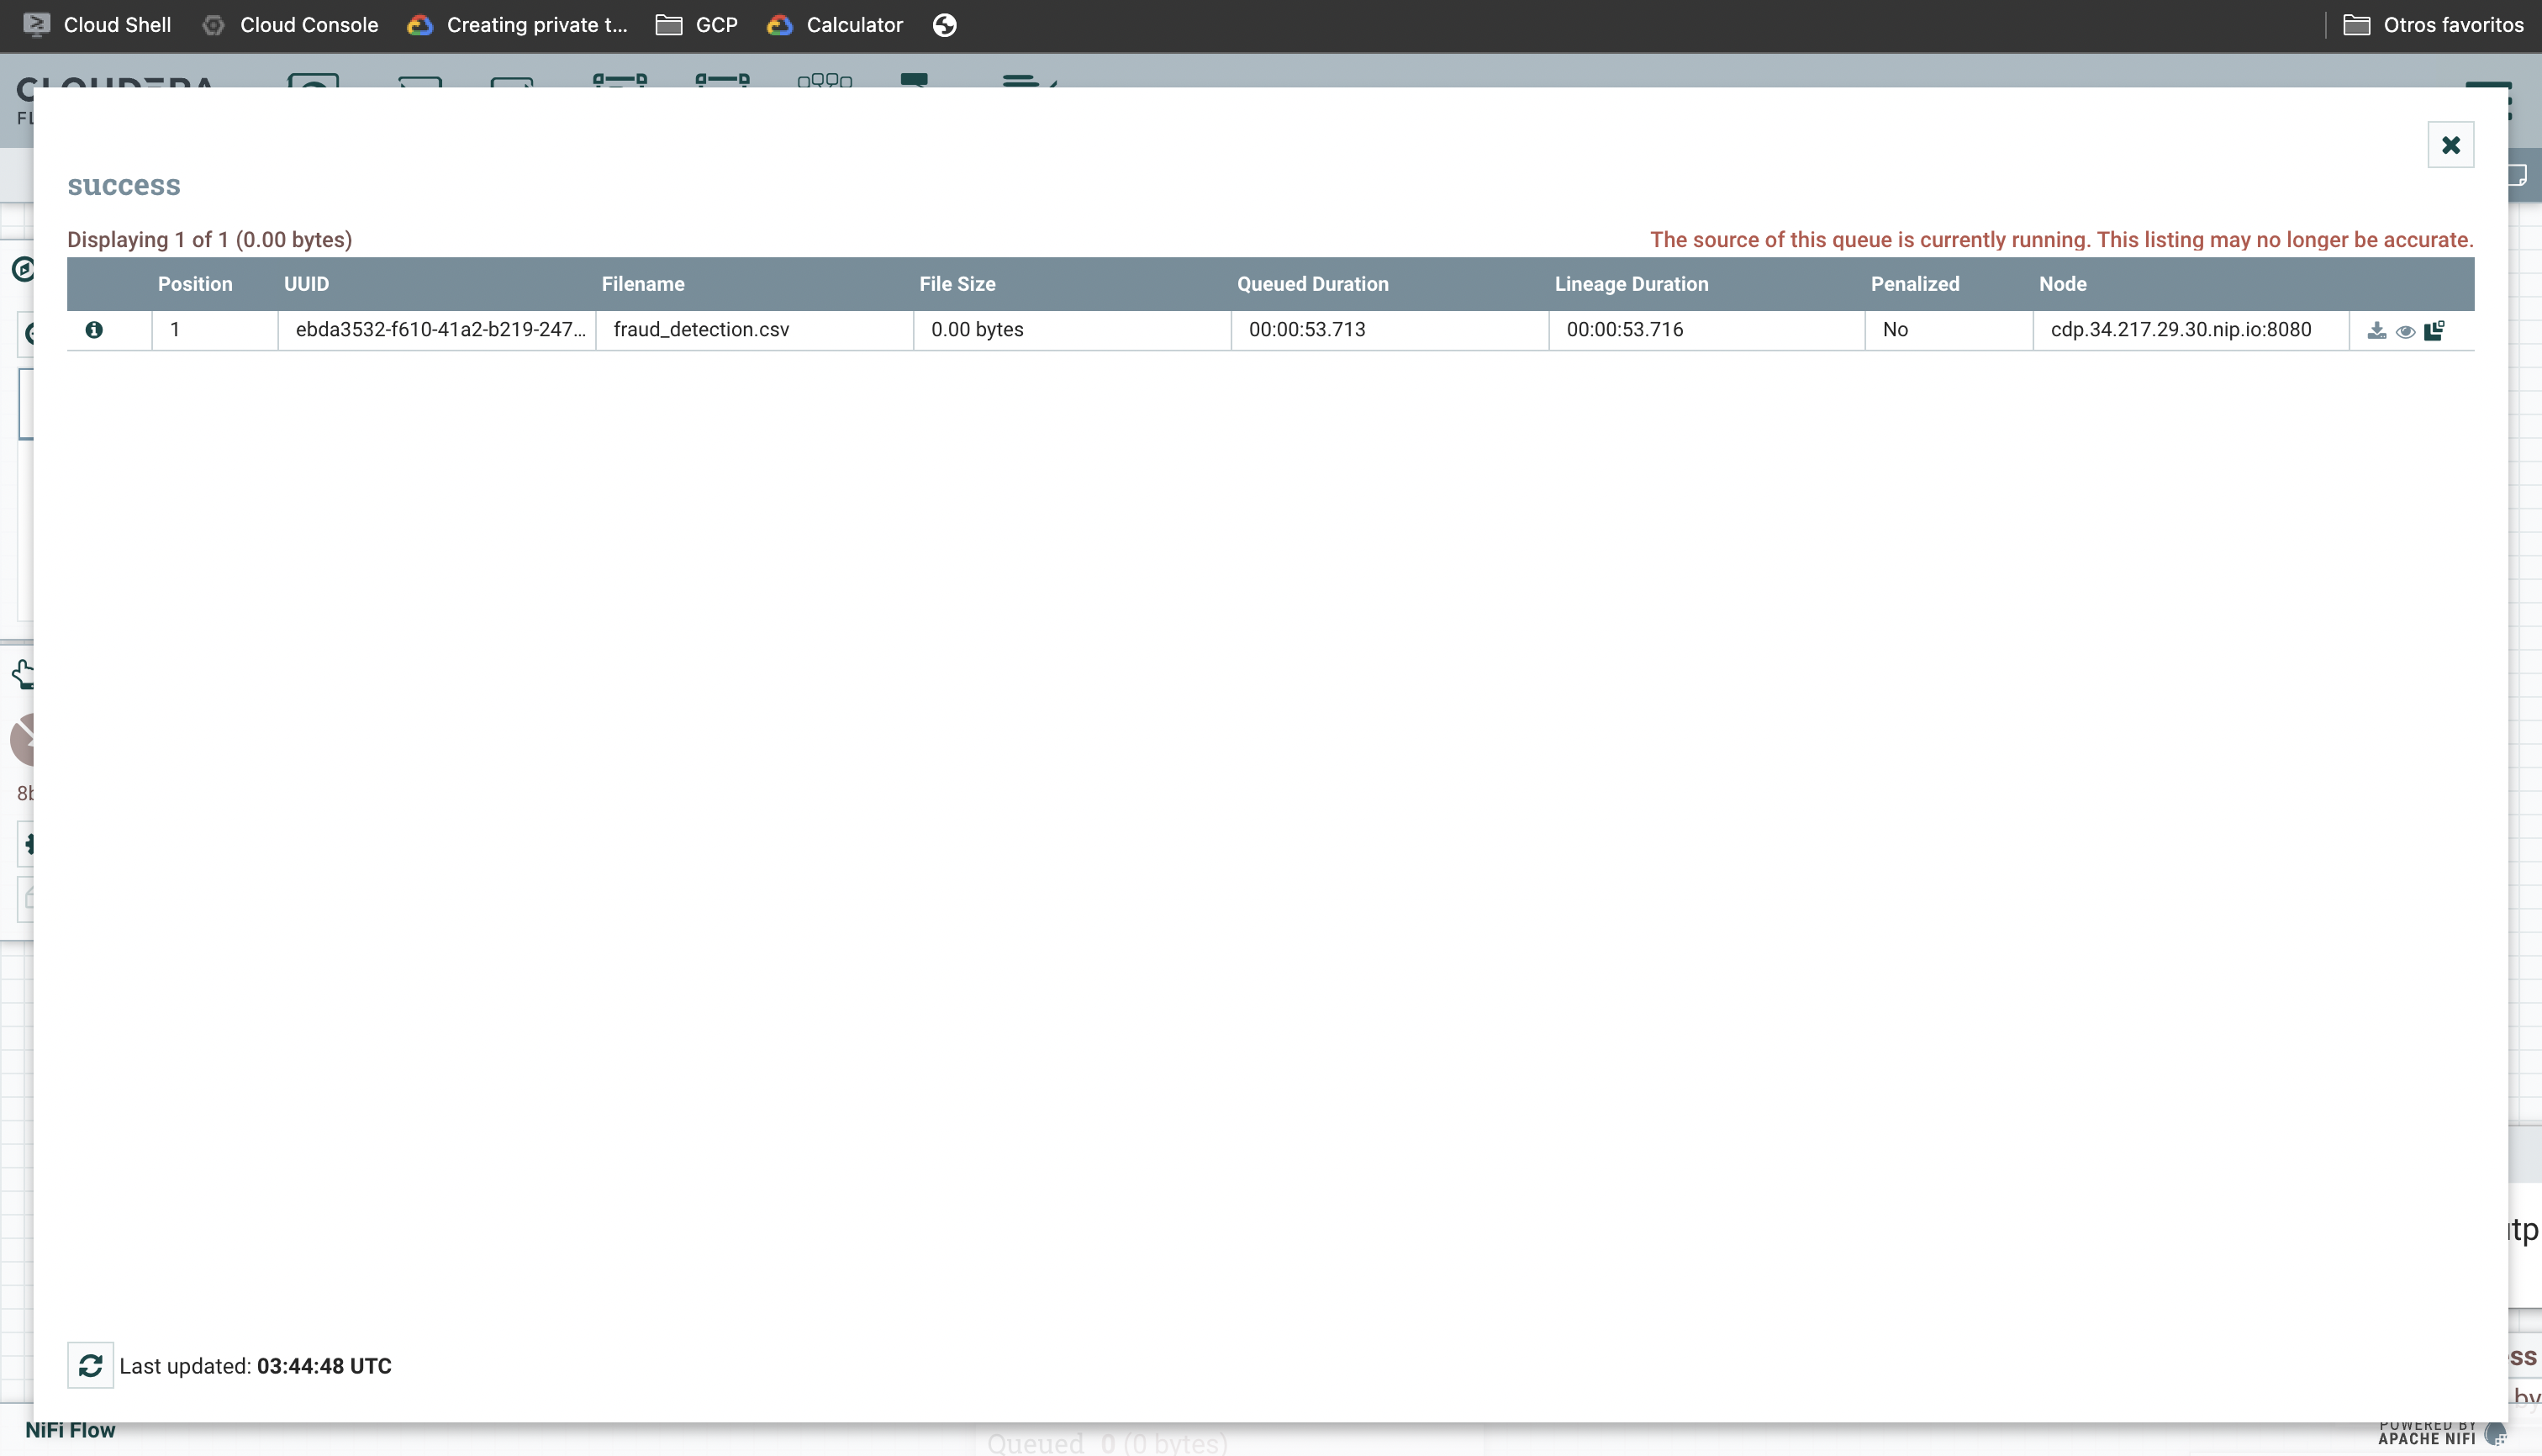 Cloud Shell Cloud Console Creating private t... GCP Calculator Otros favoritos
CLOUDERA
success
Displaying 1 of 1 (0.00 bytes) The source of this queue is currently running. This listing may no longer be accurate.
Position UUID Filename File Size Queued Duration Lineage Duration Penalized Node
1 ebda3532-f610-41a2-b219-247... fraud_detection.csv 0.00 bytes 00:00:53.713 00:00:53.716 No cdp.34.217.29.30.nip.io:8080
Last updated: 03:44:48 UTC
NiFi Flow
Queued 0 (0 bytes)
POWERED BY
APACHE NIFI